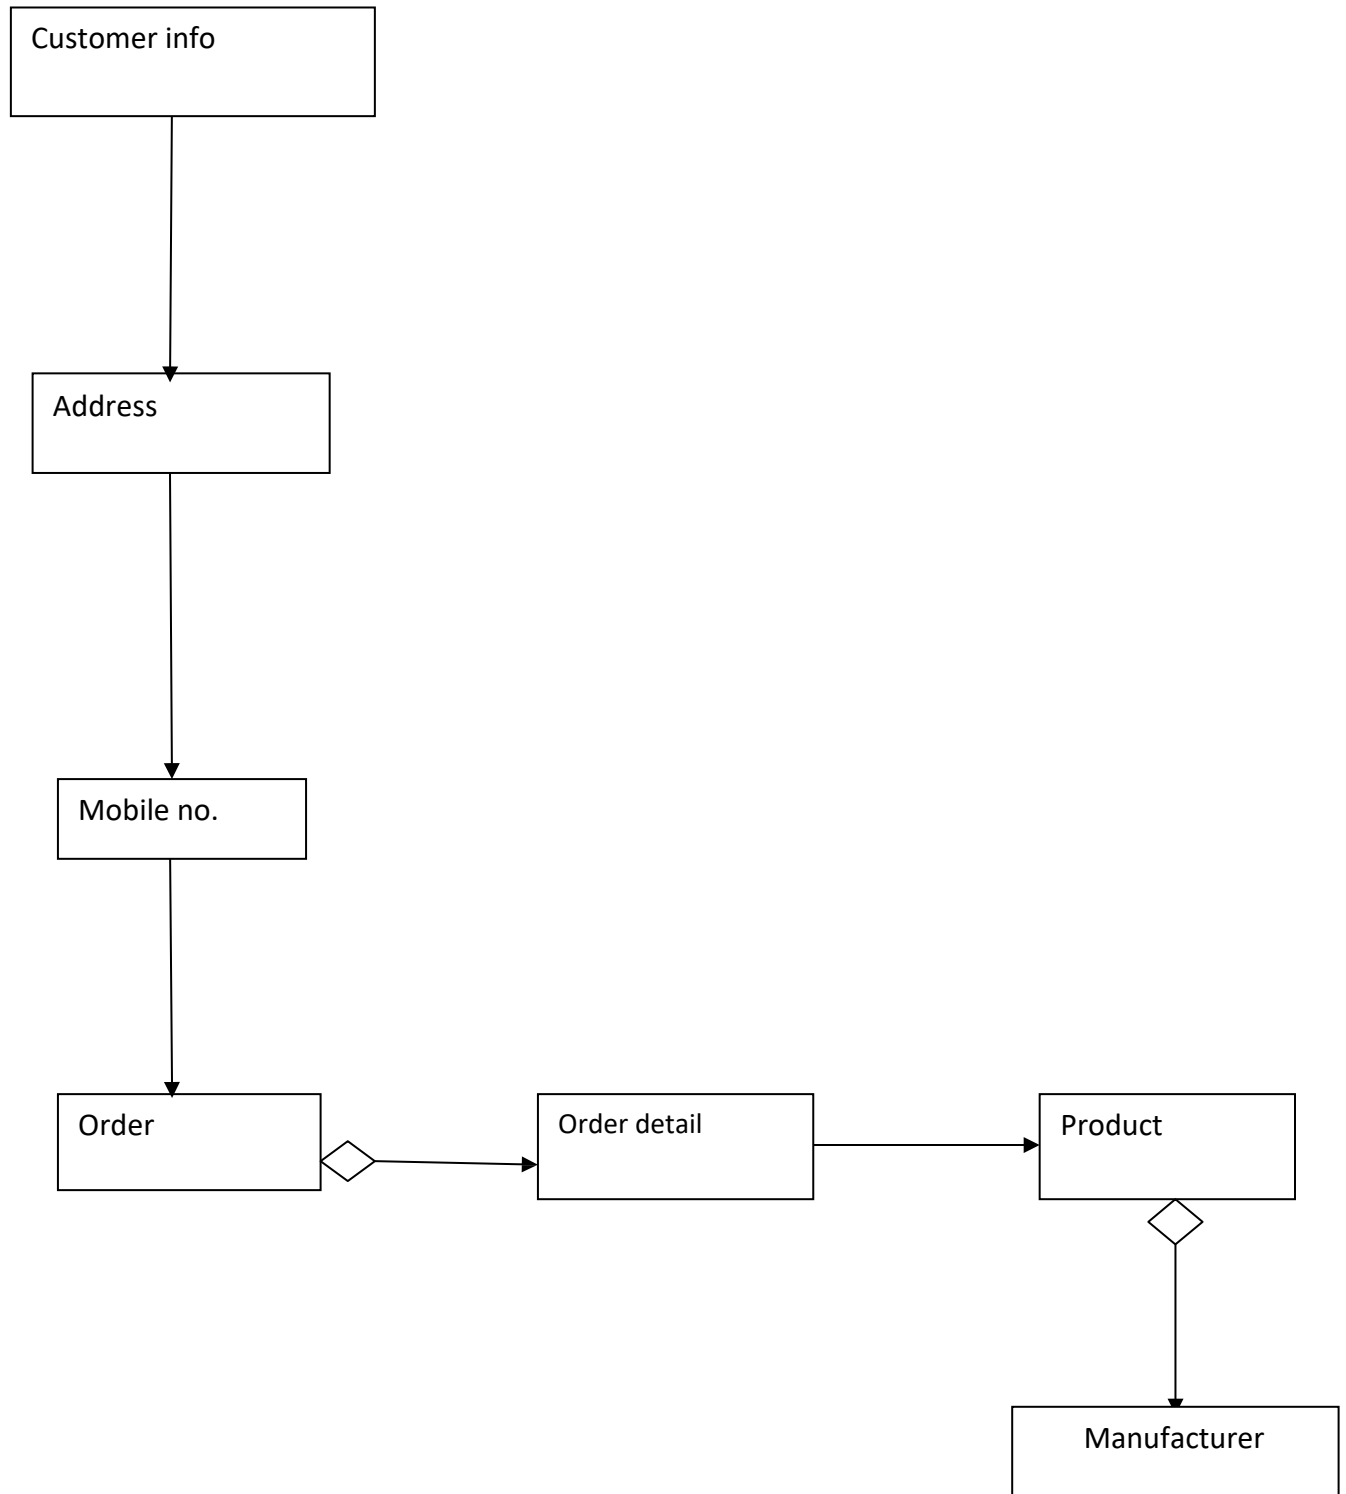 Customer info
Address
Mobile no.
Order
Order detail
Product
Manufacturer